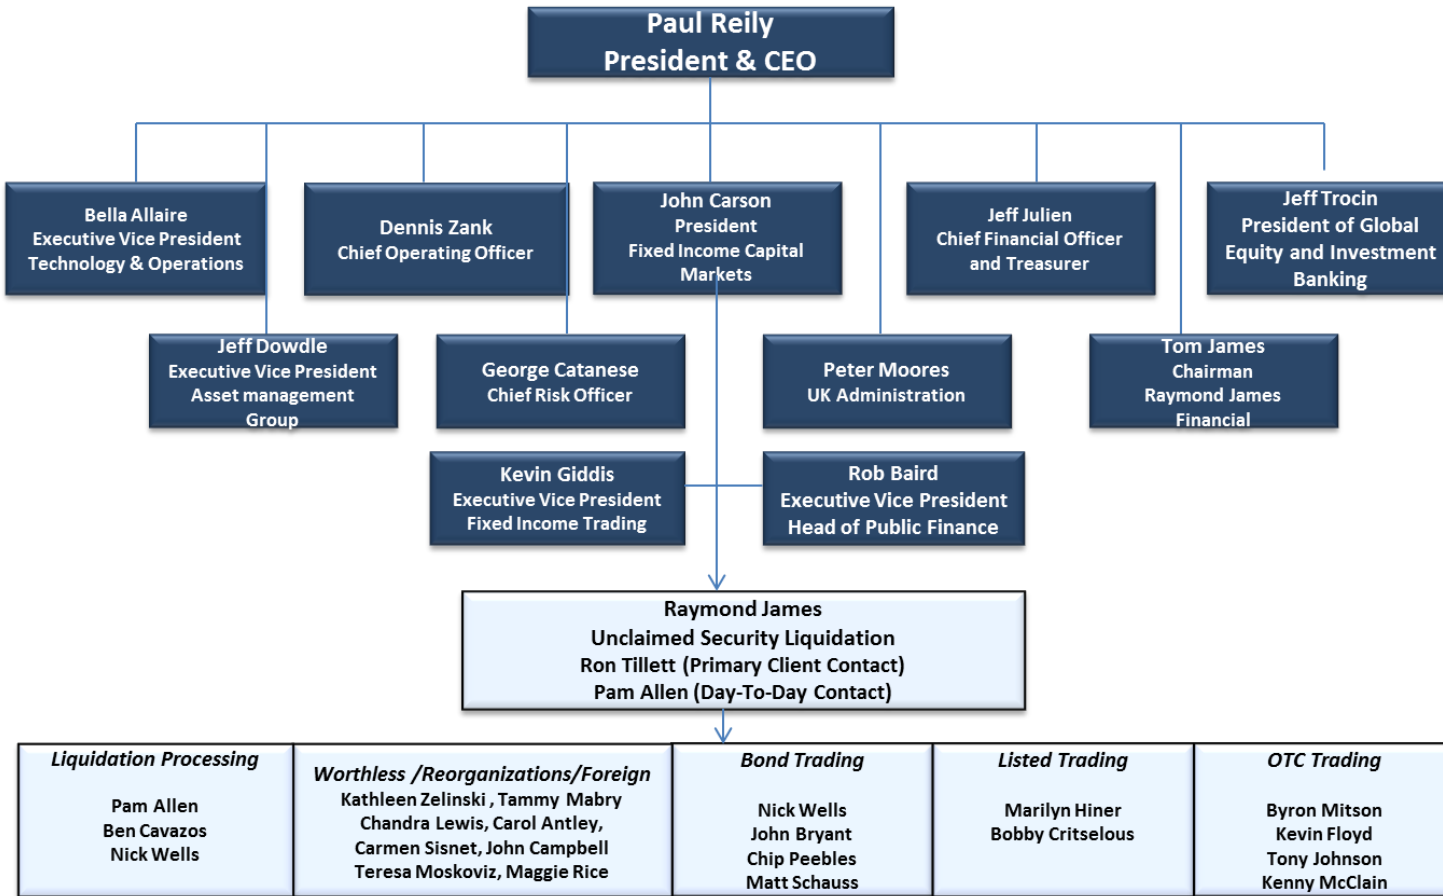 Paul Reily
President & CEO
Bella Allaire
Executive Vice President
Technology & Operations
Dennis Zank
Chief Operating Officer
John Carson
President
Fixed Income Capital
Markets
Jeff Julien
Chief Financial Officer
and Treasurer
Jeff Trocin
President of Global
Equity and Investment
Banking
Jeff Dowdle
Executive Vice President
Asset management
Group
George Catanese
Chief Risk Officer
Peter Moores
UK Administration
Tom James
Chairman
Raymond James
Financial
Kevin Giddis
Executive Vice President
Fixed Income Trading
Rob Baird
Executive Vice President
Head of Public Finance
Raymond James
Unclaimed Security Liquidation
Ron Tillett (Primary Client Contact)
Pam Allen (Day-To-Day Contact)
Liquidation Processing
Pam Allen
Ben Cavazos
Nick Wells
Worthless /Reorganizations/Foreign
Kathleen Zelinski , Tammy Mabry
Chandra Lewis, Carol Antley,
Carmen Sisnet, John Campbell
Teresa Moskoviz, Maggie Rice
Bond Trading
Nick Wells
John Bryant
Chip Peebles
Matt Schauss
Listed Trading
Marilyn Hiner
Bobby Critselous
OTC Trading
Byron Mitson
Kevin Floyd
Tony Johnson
Kenny McClain